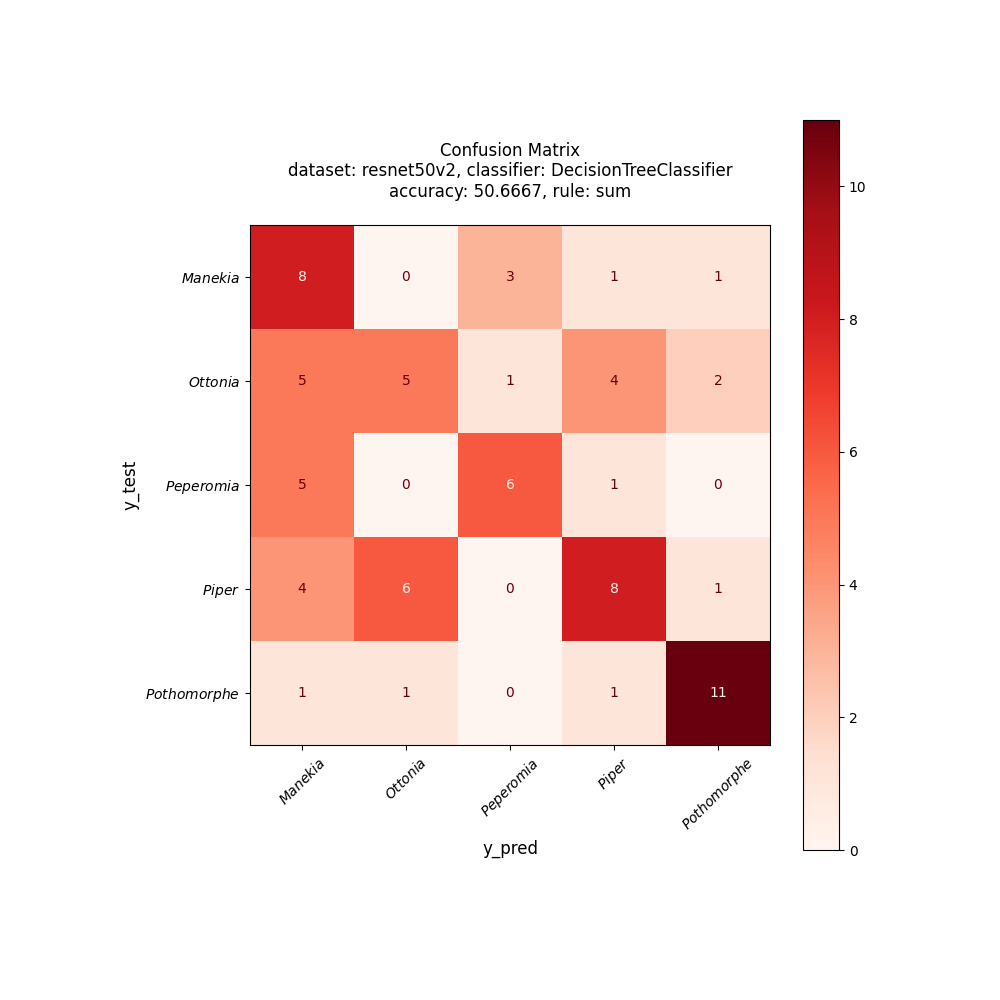 Confusion Matrix
dataset: resnet50v2, classifier: DecisionTreeClassifier
accuracy: 50.6667, rule: sum
y_test
Manekia 8 0 3 1 1
Ottonia 5 5 1 4 2
Peperomia 5 0 6 1 0
Piper 4 6 0 8 1
Pothomorphe 1 1 0 1 11
Manekia Ottonia Peperomia Piper Pothomorphe
y_pred
10
8
6
4
2
0